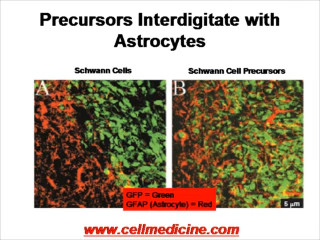 Precursors Interdigitate with
Astrocytes
Schwann Cells
Schwann Cell Precursors
A
B
GFP = Green
GFAP (Astrocyte) = Red
5 µm
www.cellmedicine.com